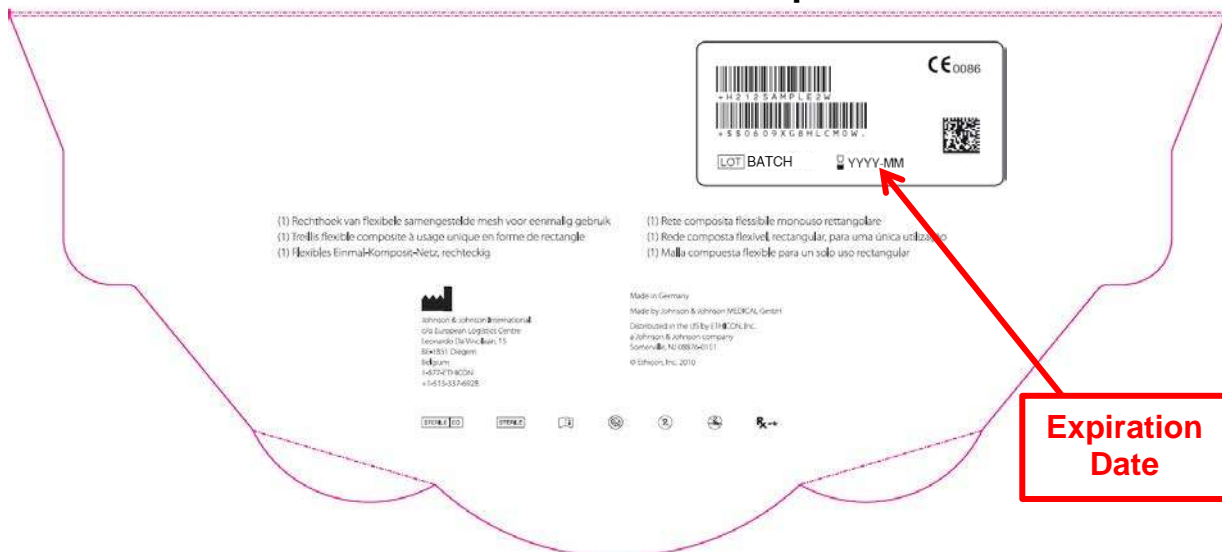 CE 0086
+H212SAMPLE2W
+$$0609XG8HLCM0W.
LOT BATCH YYYY-MM
(1) Rechthoek van flexibele samengestelde mesh voor eenmalig gebruik
(1) Treillis flexible composite à usage unique en forme de rectangle
(1) Flexibles Einmal-Komposit-Netz, rechteckig
(1) Rete composita flessibile monouso rettangolare
(1) Rede composta flexível, rectangular, para uma única utilização
(1) Malla compuesta flexible para un solo uso rectangular
Johnson & Johnson International
c/o European Logistics Centre
Leonardo Da Vincilaan, 15
BE-1831 Diegem
Belgium
1-877-ETHICON
+1-513-337-6928
Made in Germany
Made by Johnson & Johnson MEDICAL GmbH
Distributed in the US by ETHICON, Inc.
a Johnson & Johnson company
Somerville, NJ 08876-0151
© Ethicon, Inc. 2010
STERILE EO STERILE 2 Rx
Expiration
Date